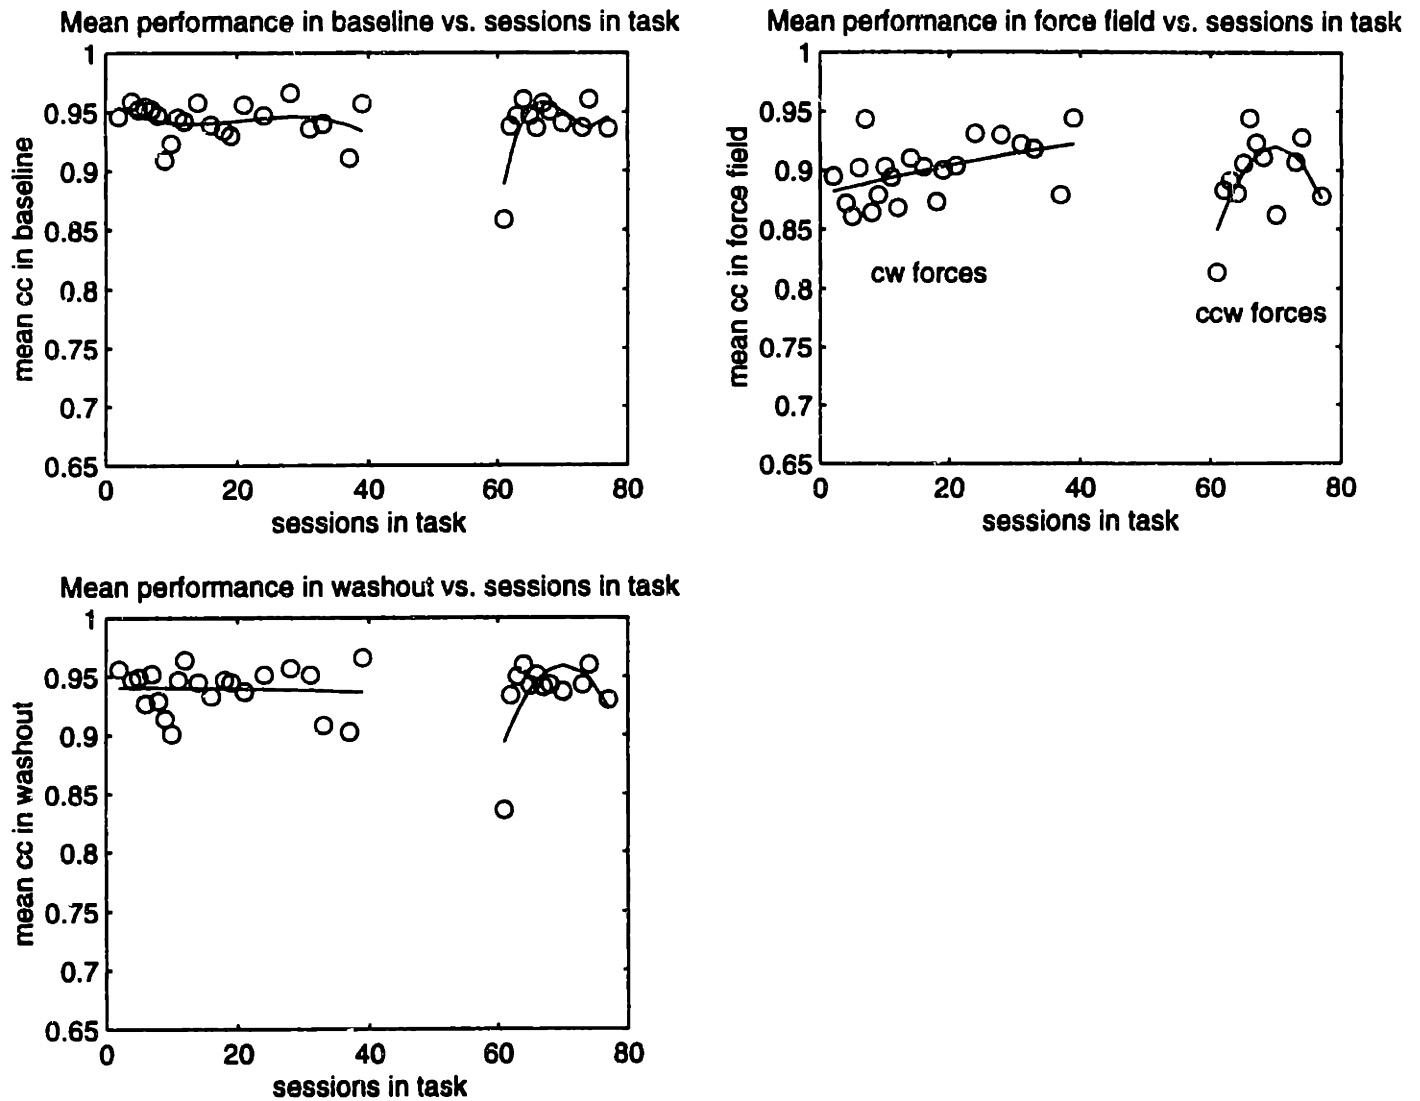 Mean performance in baseline vs. sessions in task
1
0.95
0.9
0.85
0.8
0.75
0.7
0.65
mean cc in baseline
0 20 40 60 80
sessions in task
Mean performance in force field vs. sessions in task
1
0.95
0.9
0.85
0.8
0.75
0.7
0.65
mean cc in force field
cw forces
ccw forces
0 20 40 60 80
sessions in task
Mean performance in washout vs. sessions in task
1
0.95
0.9
0.85
0.8
0.75
0.7
0.65
mean cc in washout
0 20 40 60 80
sessions in task